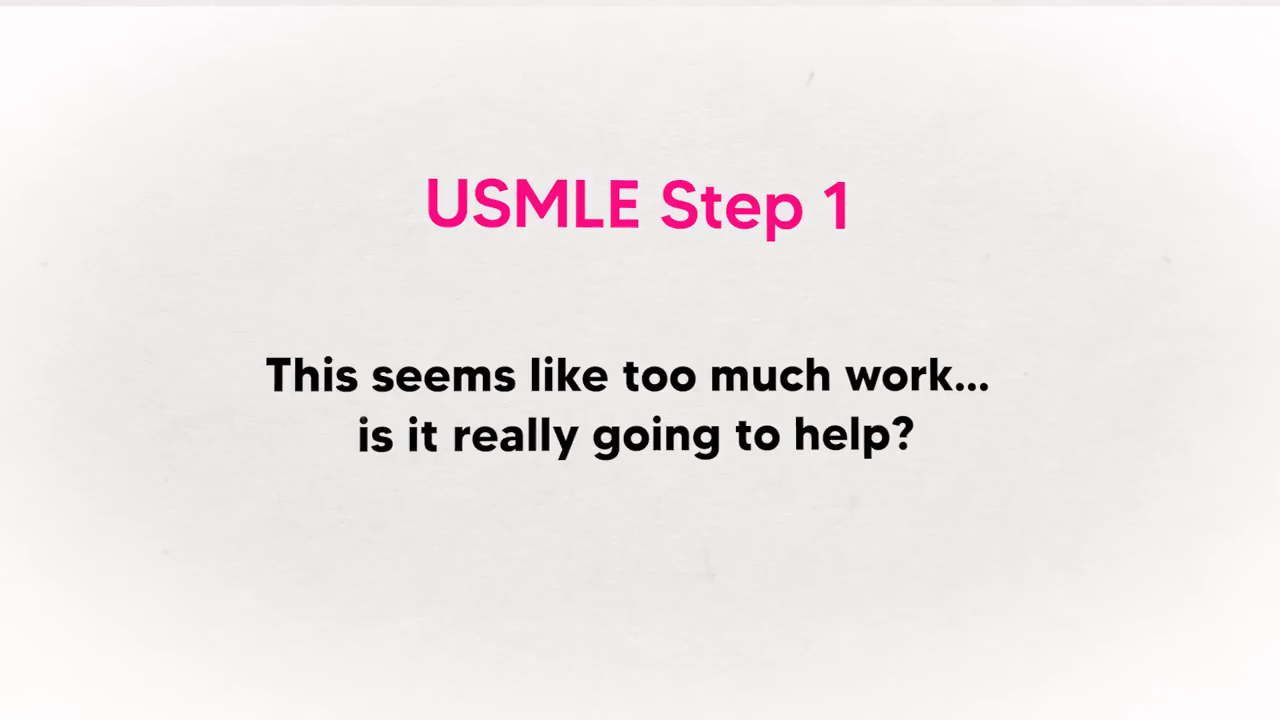 USMLE Step 1
This seems like too much work...
is it really going to help?